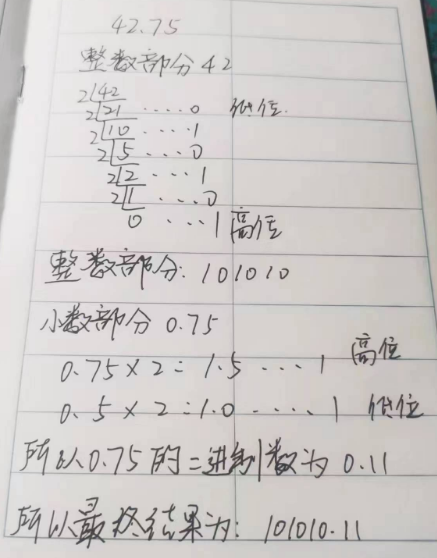 42.75
整数部分42
2 42
2 21 ....0 低位.
2 10 ....1
2 5 ...0
2 2 ...1
2 1 ...0
0 ...1 高位
整数部分: 101010
小数部分 0.75
0.75×2=1.5 ....1 高位
0.5×2=1.0 .....1 低位
所以0.75的二进制数为 0.11
所以最终结果为: 101010.11